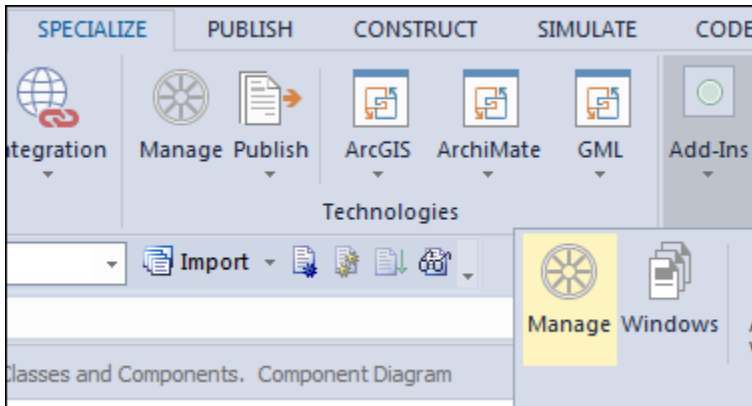 SPECIALIZE PUBLISH CONSTRUCT SIMULATE CODE
ntegration Manage Publish ArcGIS ArchiMate GML Add-Ins
Technologies
Import
Manage Windows
Classes and Components. Component Diagram